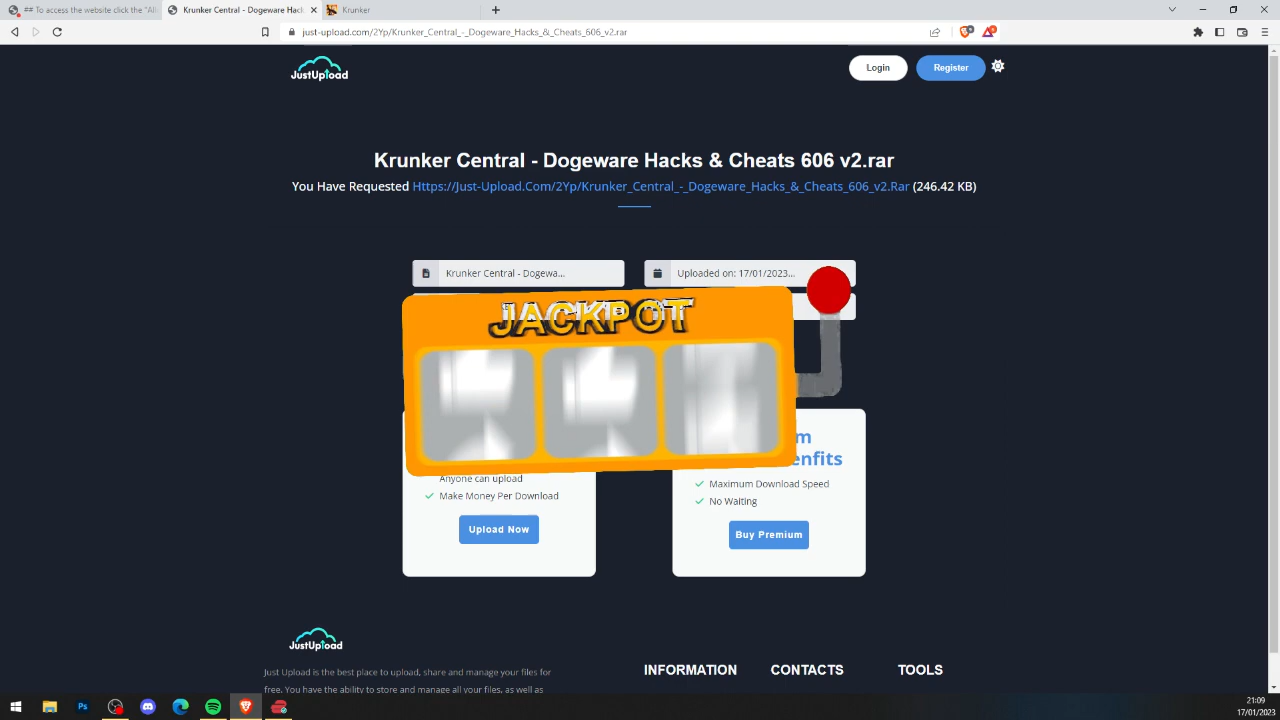 ## To access the website click the "All
Krunker Central - Dogeware Hack
Krunker
just-upload.com/2Yp/Krunker_Central_-_Dogeware_Hacks_&_Cheats_606_v2.rar
JustUpload
Login
Register
Krunker Central - Dogeware Hacks & Cheats 606 v2.rar
You Have Requested Https://Just-Upload.Com/2Yp/Krunker_Central_-_Dogeware_Hacks_&_Cheats_606_v2.Rar (246.42 KB)
Krunker Central - Dogewa...
Uploaded on: 17/01/2023...
JACKPOT
Anyone can upload
Make Money Per Download
Upload Now
Maximum Download Speed
No Waiting
Buy Premium
JustUpload
Just Upload is the best place to upload, share and manage your files for
free. You have the ability to store and manage all your files, as well as
INFORMATION
CONTACTS
TOOLS
Ps
21:09
17/01/2023